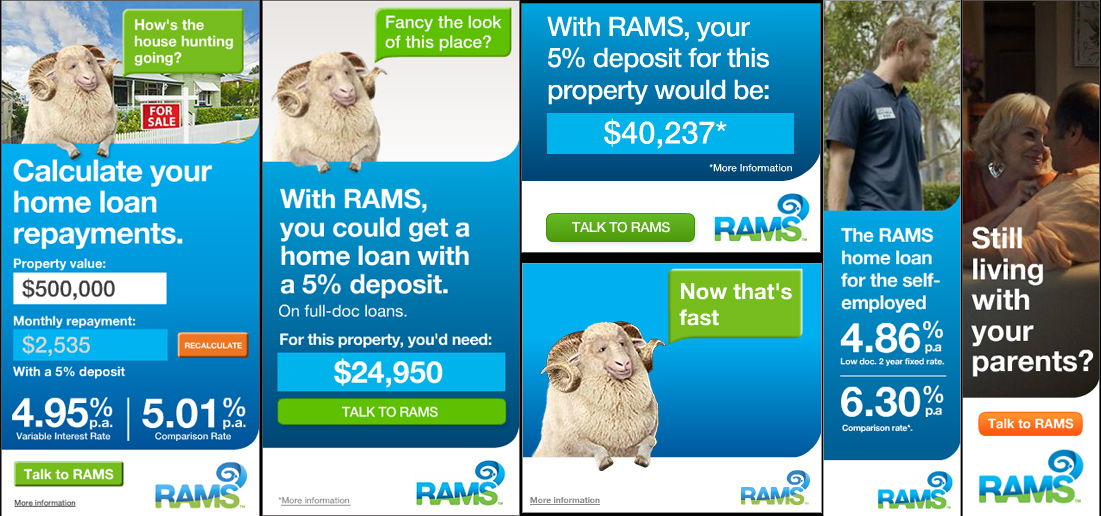 How's the
house hunting
going?
FOR
SALE
Calculate your
home loan
repayments.
Property value:
$500,000
Monthly repayment:
$2,535
RECALCULATE
With a 5% deposit
4.95% p.a.
Variable Interest Rate
5.01% p.a.
Comparison Rate
Talk to RAMS
More information
RAMS™
Fancy the look
of this place?
With RAMS,
you could get a
home loan with
a 5% deposit.
On full-doc loans.
For this property, you'd need:
$24,950
TALK TO RAMS
*More information
RAMS™
With RAMS, your
5% deposit for this
property would be:
$40,237*
*More Information
TALK TO RAMS
RAMS™
Now that's
fast
More information
RAMS™
The RAMS
home loan
for the self-
employed
4.86% p.a
Low doc. 2 year fixed rate.
6.30% p.a
Comparison rate*.
RAMS™
Still
living
with
your
parents?
Talk to RAMS
RAMS™